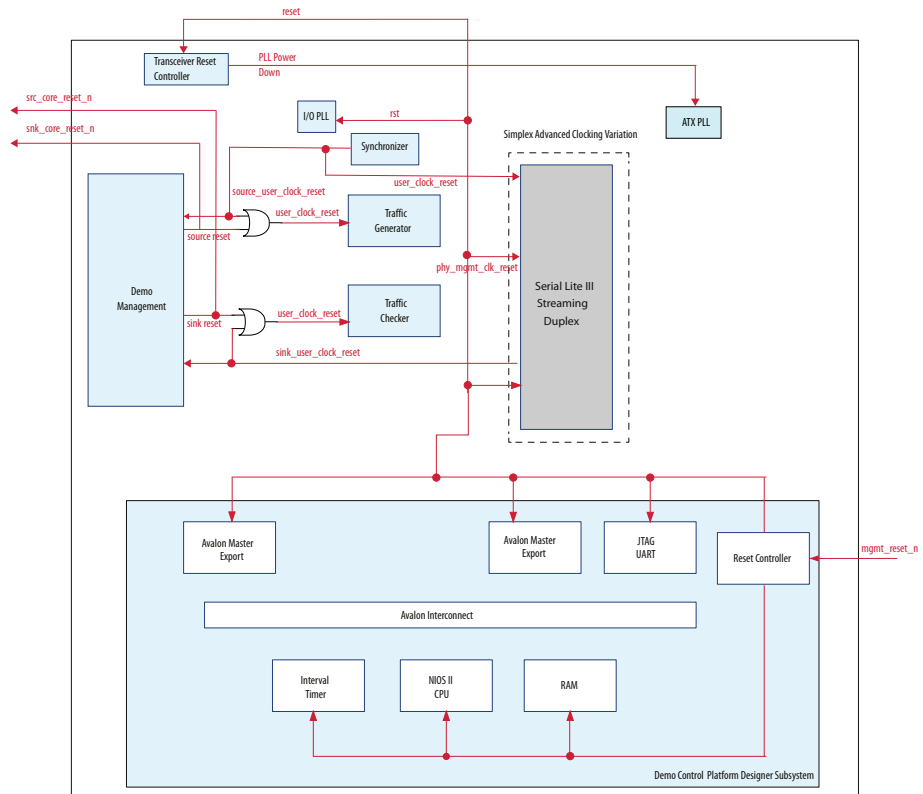 reset
Transceiver Reset
Controller
PLL Power
Down
src_core_reset_n
I/O PLL
rst
ATX PLL
snk_core_reset_n
Simplex Advanced Clocking Variation
Synchronizer
user_clock_reset
source_user_clock_reset
user_clock_reset
Traffic
Generator
source reset
phy_mgmt_clk_reset
Serial Lite III
Streaming
Duplex
Demo
Management
sink reset
user_clock_reset
Traffic
Checker
sink_user_clock_reset
Avalon Master
Export
Avalon Master
Export
JTAG
UART
Reset Controller
mgmt_reset_n
Avalon Interconnect
Interval
Timer
NIOS II
CPU
RAM
Demo Control Platform Designer Subsystem